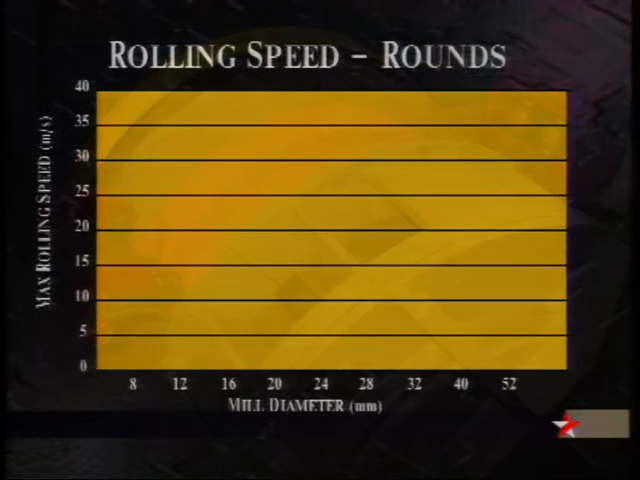 ROLLING SPEED – ROUNDS
MAX ROLLING SPEED (m/s)
40
35
30
25
20
15
10
5
0
8 12 16 20 24 28 32 40 52
MILL DIAMETER (mm)